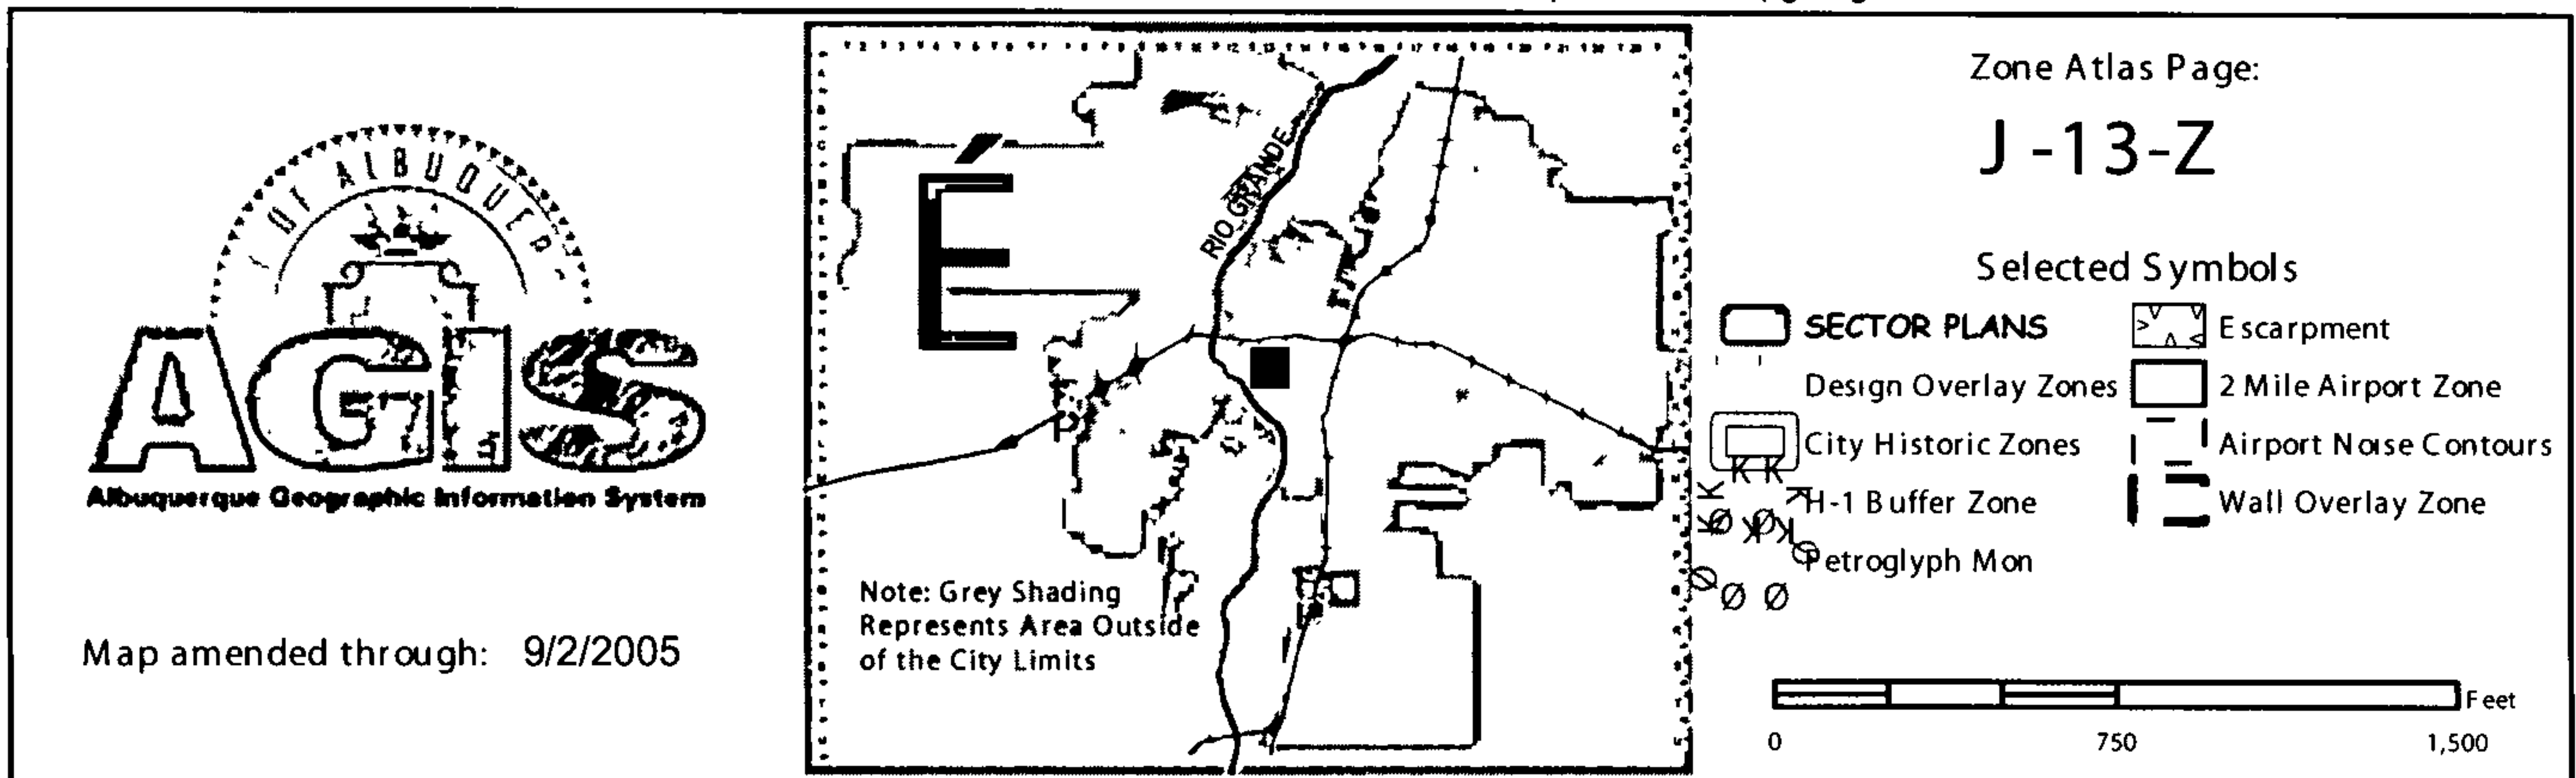 OF ALBUQUER
AGIS
Albuquerque Geographic Information System
Map amended through: 9/2/2005
RIO GRANDE
É
Note: Grey Shading
Represents Area Outside
of the City Limits
Zone Atlas Page:
J-13-Z
Selected Symbols
SECTOR PLANS
Design Overlay Zones
City Historic Zones
H-1 Buffer Zone
Petroglyph Mon
Escarpment
2 Mile Airport Zone
Airport Noise Contours
Wall Overlay Zone
Feet
0 750 1,500